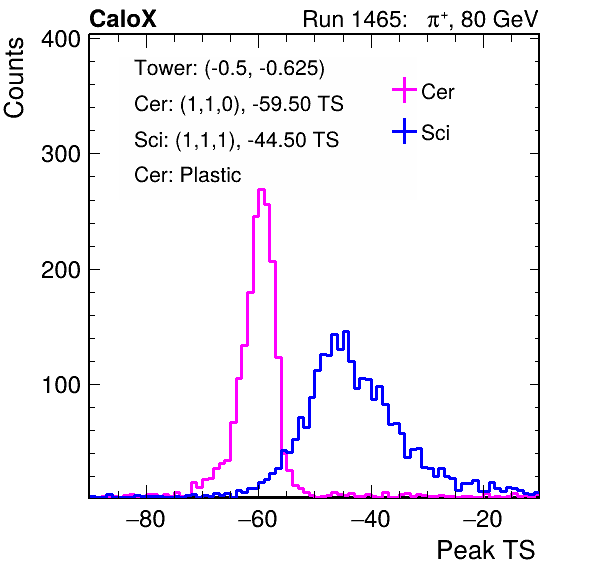 CaloX Run 1465: π⁺, 80 GeV
Counts
400
300
200
100
Tower: (-0.5, -0.625)
Cer: (1,1,0), -59.50 TS
Sci: (1,1,1), -44.50 TS
Cer: Plastic
Cer
Sci
−80 −60 −40 −20
Peak TS